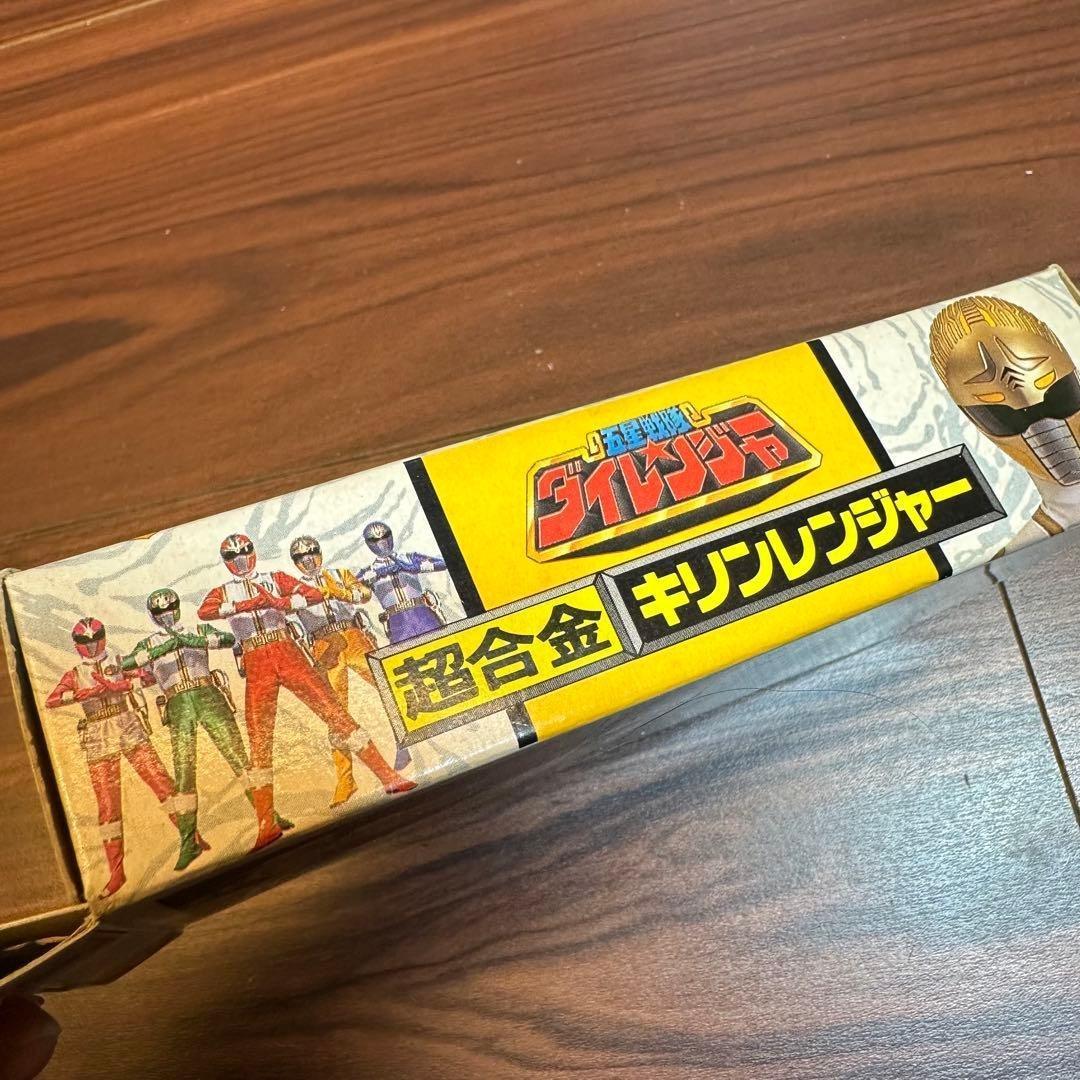 五星戦隊
ダイレンジャー
超合金 キリンレンジャー